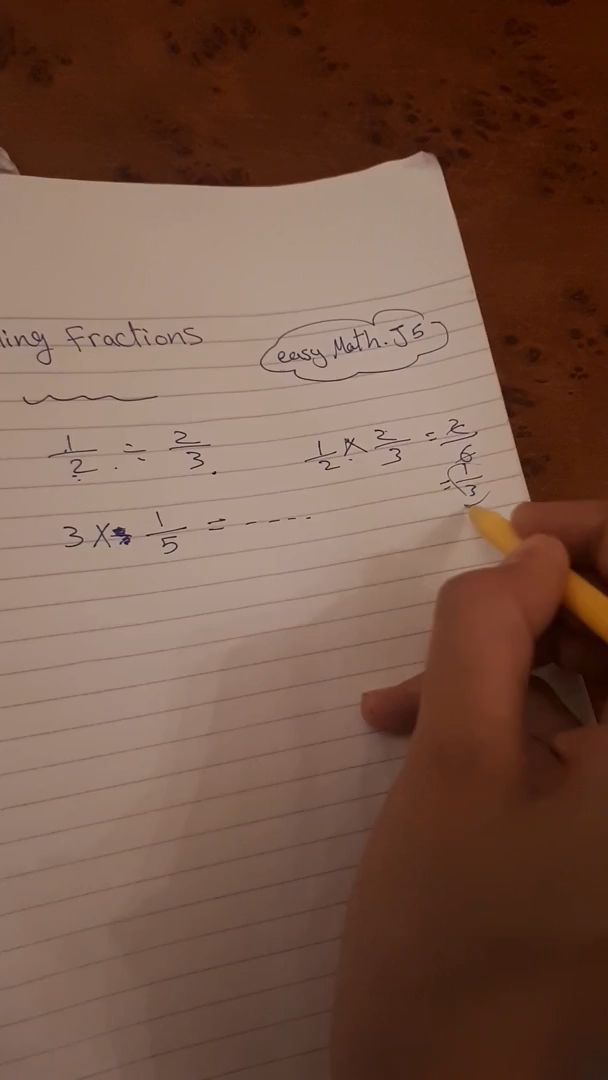 ning Fractions
easy Math. J5
1/2 ÷ 2/3
1/2 × 2/3 = 2/6
= 1/3
3 × 1/5 = ----